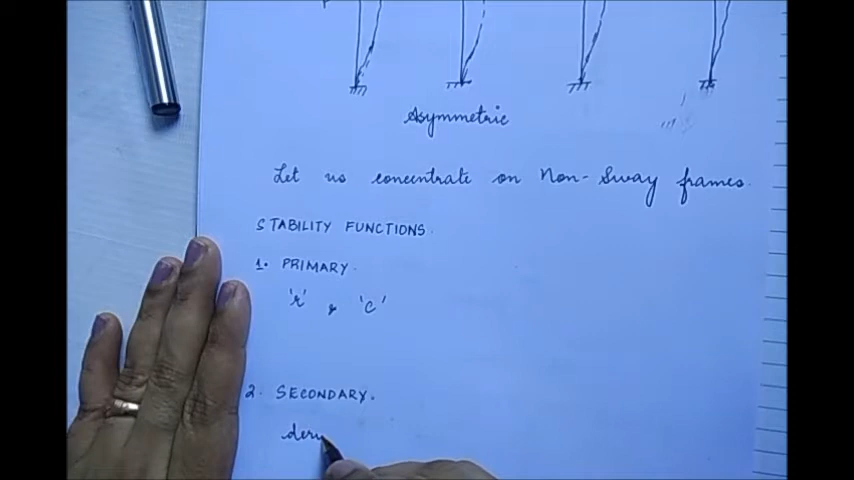 Asymmetric
Let us concentrate on Non-Sway frames.
STABILITY FUNCTIONS.
1. PRIMARY.
'r' & 'c'
2. SECONDARY.